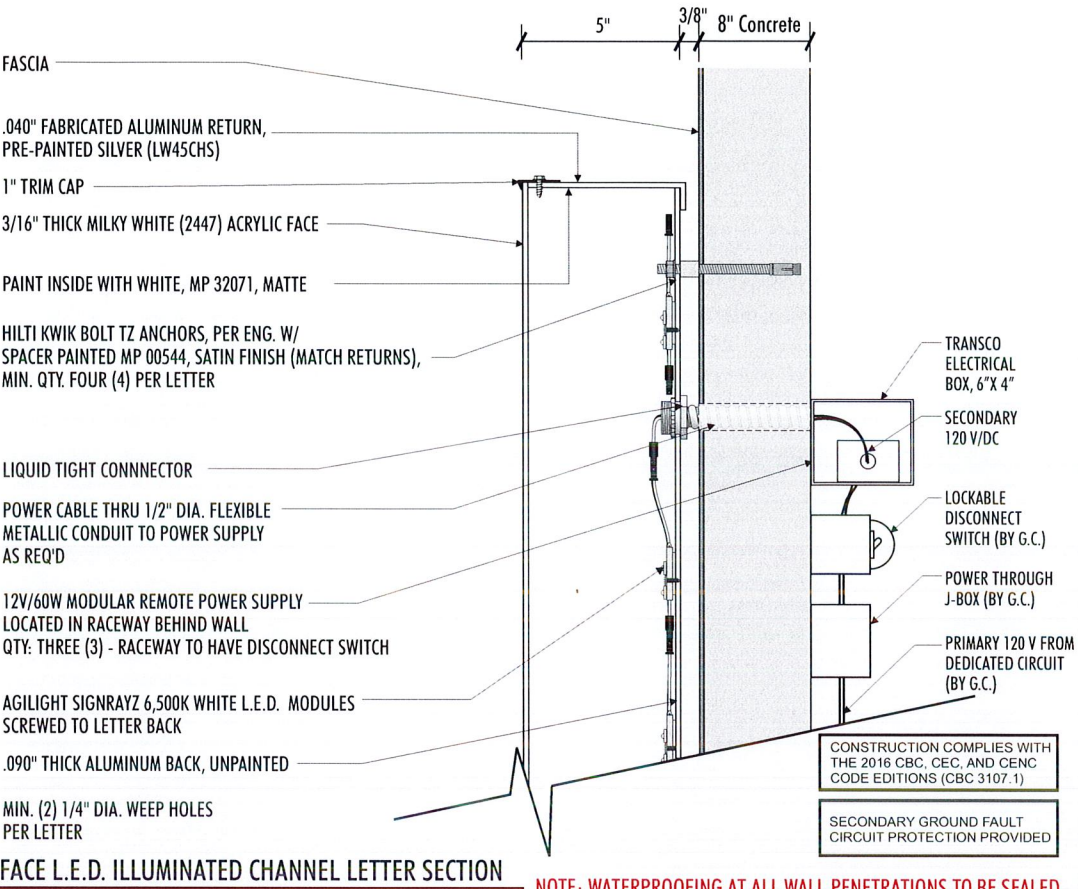 5"
3/8"
8" Concrete
FASCIA
.040" FABRICATED ALUMINUM RETURN,
PRE-PAINTED SILVER (LW45CHS)
1" TRIM CAP
3/16" THICK MILKY WHITE (2447) ACRYLIC FACE
PAINT INSIDE WITH WHITE, MP 32071, MATTE
HILTI KWIK BOLT TZ ANCHORS, PER ENG. W/
SPACER PAINTED MP 00544, SATIN FINISH (MATCH RETURNS),
MIN. QTY. FOUR (4) PER LETTER
LIQUID TIGHT CONNNECTOR
POWER CABLE THRU 1/2" DIA. FLEXIBLE
METALLIC CONDUIT TO POWER SUPPLY
AS REQ'D
12V/60W MODULAR REMOTE POWER SUPPLY
LOCATED IN RACEWAY BEHIND WALL
QTY: THREE (3) - RACEWAY TO HAVE DISCONNECT SWITCH
AGILIGHT SIGNRAYZ 6,500K WHITE L.E.D. MODULES
SCREWED TO LETTER BACK
.090" THICK ALUMINUM BACK, UNPAINTED
MIN. (2) 1/4" DIA. WEEP HOLES
PER LETTER
TRANSCO
ELECTRICAL
BOX, 6"X 4"
SECONDARY
120 V/DC
LOCKABLE
DISCONNECT
SWITCH (BY G.C.)
POWER THROUGH
J-BOX (BY G.C.)
PRIMARY 120 V FROM
DEDICATED CIRCUIT
(BY G.C.)
CONSTRUCTION COMPLIES WITH
THE 2016 CBC, CEC, AND CENC
CODE EDITIONS (CBC 3107.1)
SECONDARY GROUND FAULT
CIRCUIT PROTECTION PROVIDED
FACE L.E.D. ILLUMINATED CHANNEL LETTER SECTION
NOTE: WATERPROOFING AT ALL WALL PENETRATIONS TO BE SEALED